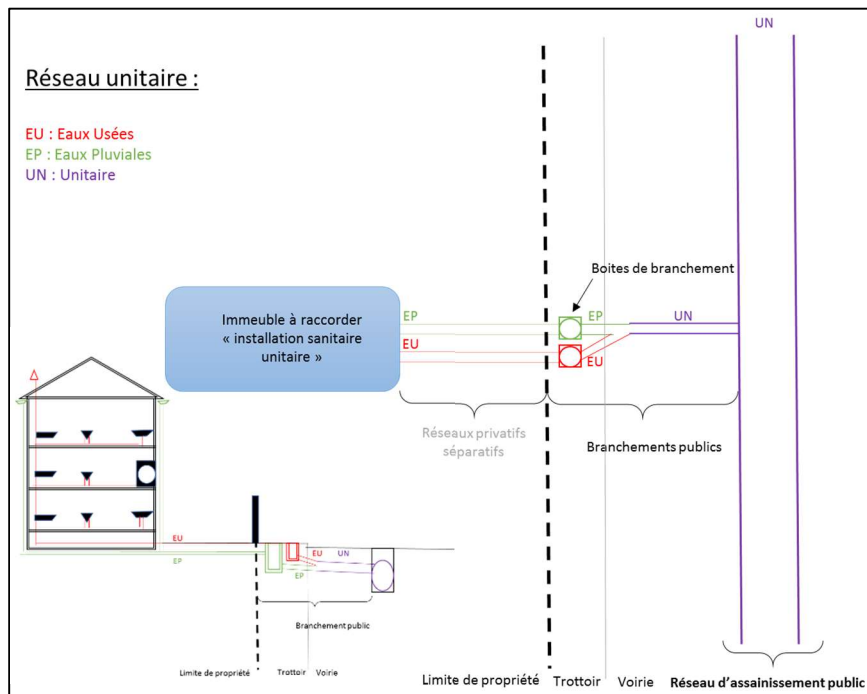 UN
Réseau unitaire :
EU : Eaux Usées
EP : Eaux Pluviales
UN : Unitaire
Boites de branchement
Immeuble à raccorder
« installation sanitaire
unitaire »
EP
EP
UN
EU
EU
Réseaux privatifs
séparatifs
Branchements publics
EU
EP
EU
UN
EP
Branchement public
Limite de propriété
Trottoir
Voirie
Limite de propriété
Trottoir
Voirie
Réseau d'assainissement public